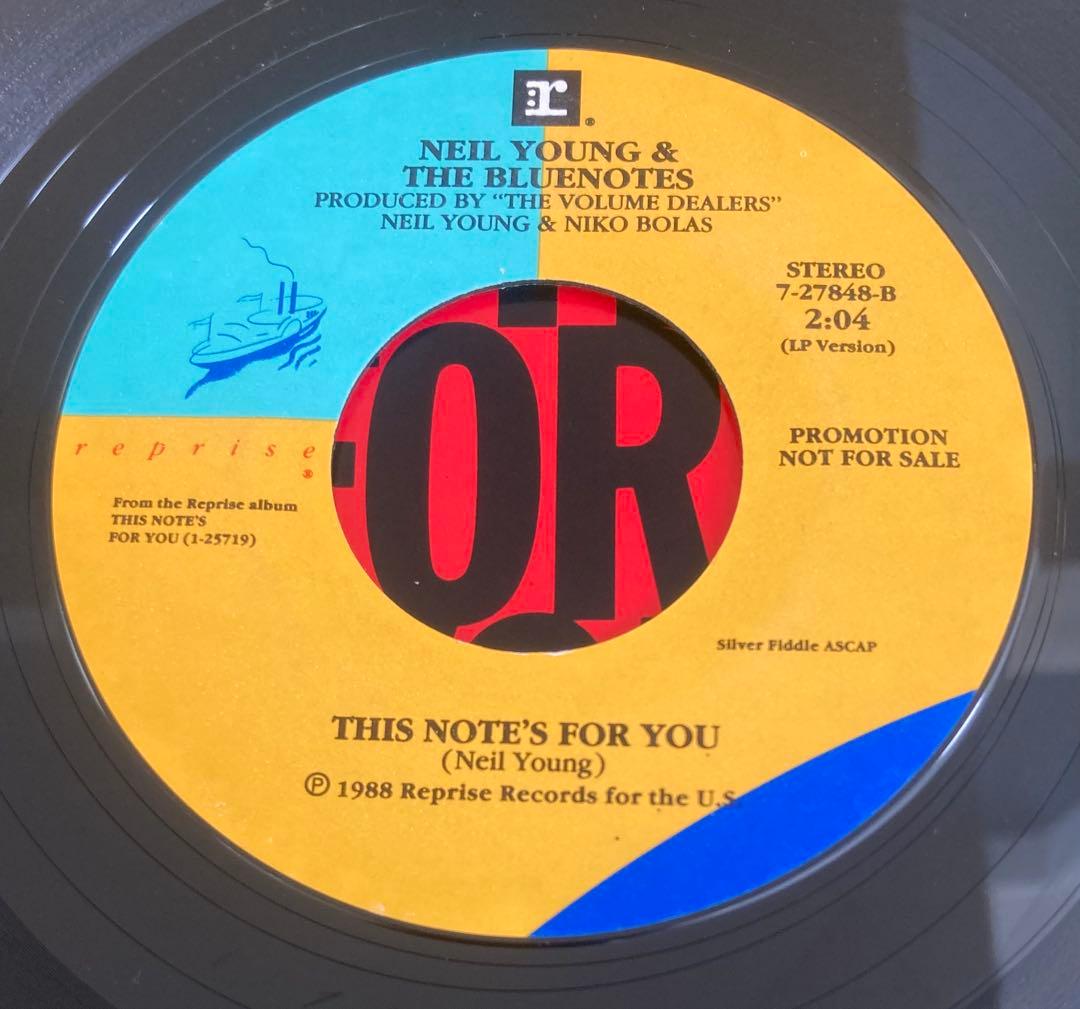 r
®
NEIL YOUNG &
THE BLUENOTES
PRODUCED BY “THE VOLUME DEALERS”
NEIL YOUNG & NIKO BOLAS
STEREO
7-27848-B
2:04
(LP Version)
PROMOTION
NOT FOR SALE
reprise
®
From the Reprise album
THIS NOTE'S
FOR YOU (1-25719)
OR
Silver Fiddle ASCAP
THIS NOTE'S FOR YOU
(Neil Young)
℗ 1988 Reprise Records for the U.S.